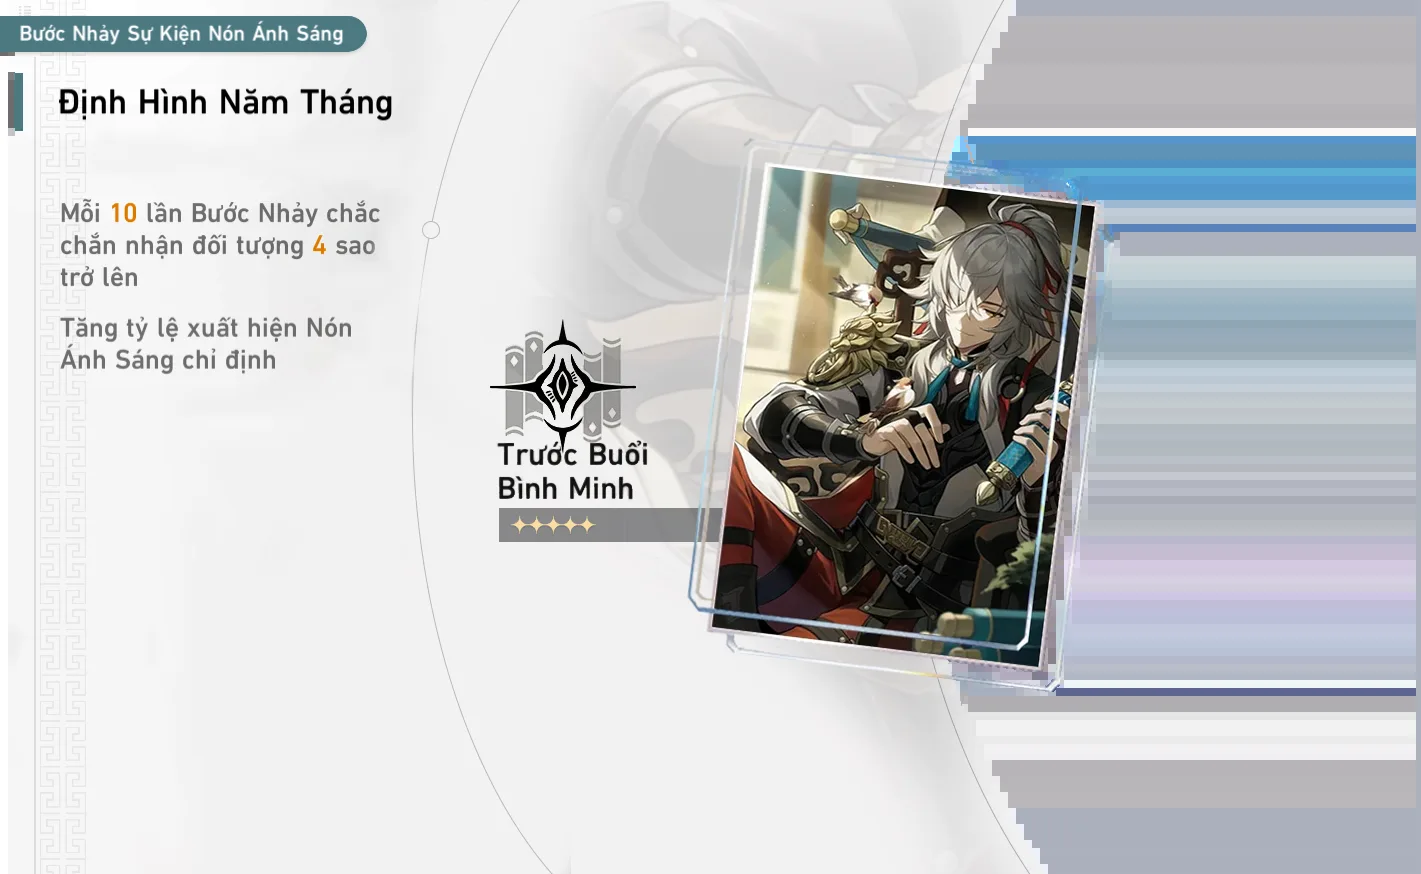 Bước Nhảy Sự Kiện Nón Ánh Sáng
Định Hình Năm Tháng
Mỗi 10 lần Bước Nhảy chắc
chắn nhận đối tượng 4 sao
trở lên
Tăng tỷ lệ xuất hiện Nón
Ánh Sáng chỉ định
Trước Buổi
Bình Minh